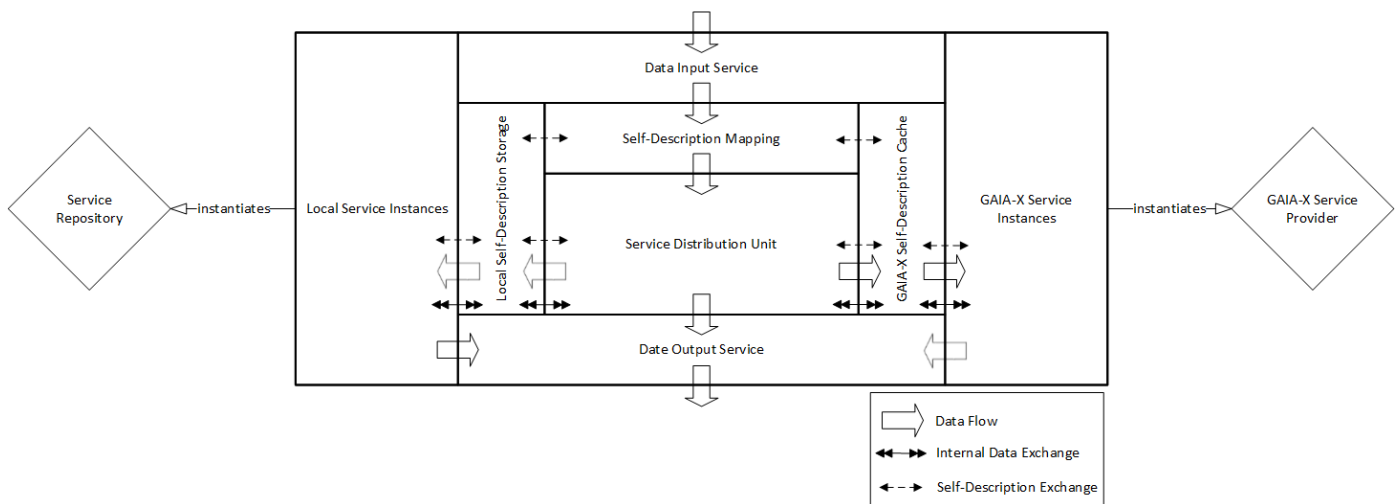 Data Input Service
Local Self-Description Storage
Self-Description Mapping
GAIA-X Self-Description Cache
Service
Repository
instantiates
Local Service Instances
Service Distribution Unit
GAIA-X Service
Instances
instantiates
GAIA-X Service
Provider
Date Output Service
Data Flow
Internal Data Exchange
Self-Description Exchange